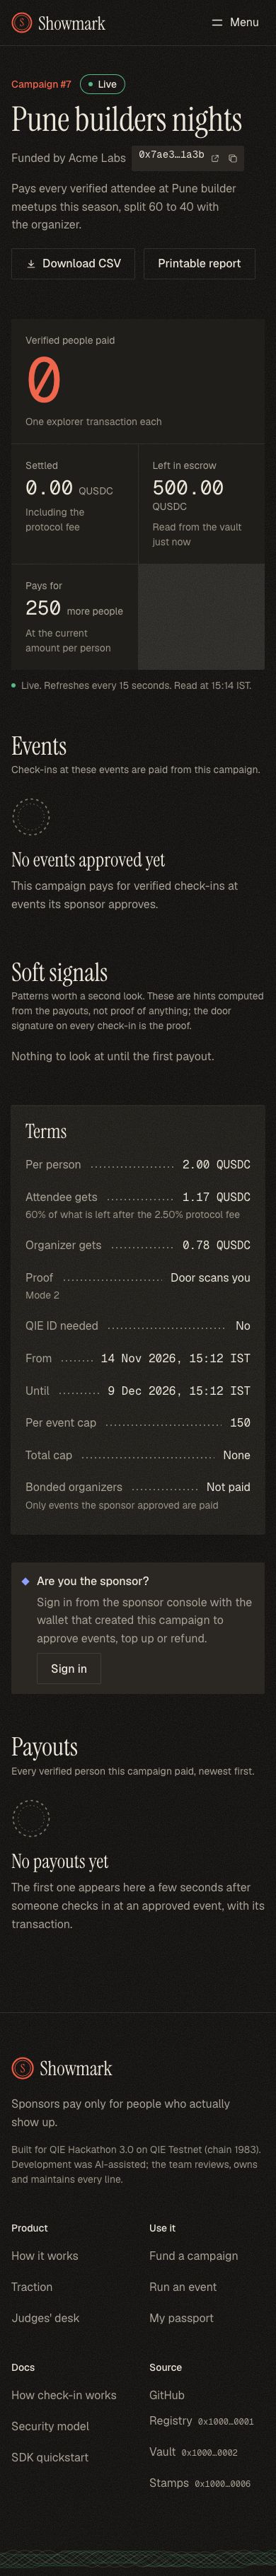 Showmark
Menu
Campaign #7
Live
Pune builders nights
Funded by Acme Labs 0x7ae3…1a3b
Pays every verified attendee at Pune builder
meetups this season, split 60 to 40 with
the organizer.
Download CSV
Printable report
Verified people paid
0
One explorer transaction each
Settled
0.00 QUSDC
Including the
protocol fee
Left in escrow
500.00
QUSDC
Read from the vault
just now
Pays for
250 more people
At the current
amount per person
Live. Refreshes every 15 seconds. Read at 15:14 IST.
Events
Check-ins at these events are paid from this campaign.
No events approved yet
This campaign pays for verified check-ins at
events its sponsor approves.
Soft signals
Patterns worth a second look. These are hints computed
from the payouts, not proof of anything; the door
signature on every check-in is the proof.
Nothing to look at until the first payout.
Terms
Per person 2.00 QUSDC
Attendee gets 1.17 QUSDC
60% of what is left after the 2.50% protocol fee
Organizer gets 0.78 QUSDC
Proof Door scans you
Mode 2
QIE ID needed No
From 14 Nov 2026, 15:12 IST
Until 9 Dec 2026, 15:12 IST
Per event cap 150
Total cap None
Bonded organizers Not paid
Only events the sponsor approved are paid
Are you the sponsor?
Sign in from the sponsor console with the
wallet that created this campaign to
approve events, top up or refund.
Sign in
Payouts
Every verified person this campaign paid, newest first.
No payouts yet
The first one appears here a few seconds after
someone checks in at an approved event, with its
transaction.
Showmark
Sponsors pay only for people who actually
show up.
Built for QIE Hackathon 3.0 on QIE Testnet (chain 1983).
Development was AI-assisted; the team reviews, owns
and maintains every line.
Product
How it works
Traction
Judges' desk
Use it
Fund a campaign
Run an event
My passport
Docs
How check-in works
Security model
SDK quickstart
Source
GitHub
Registry 0x1000…0001
Vault 0x1000…0002
Stamps 0x1000…0006